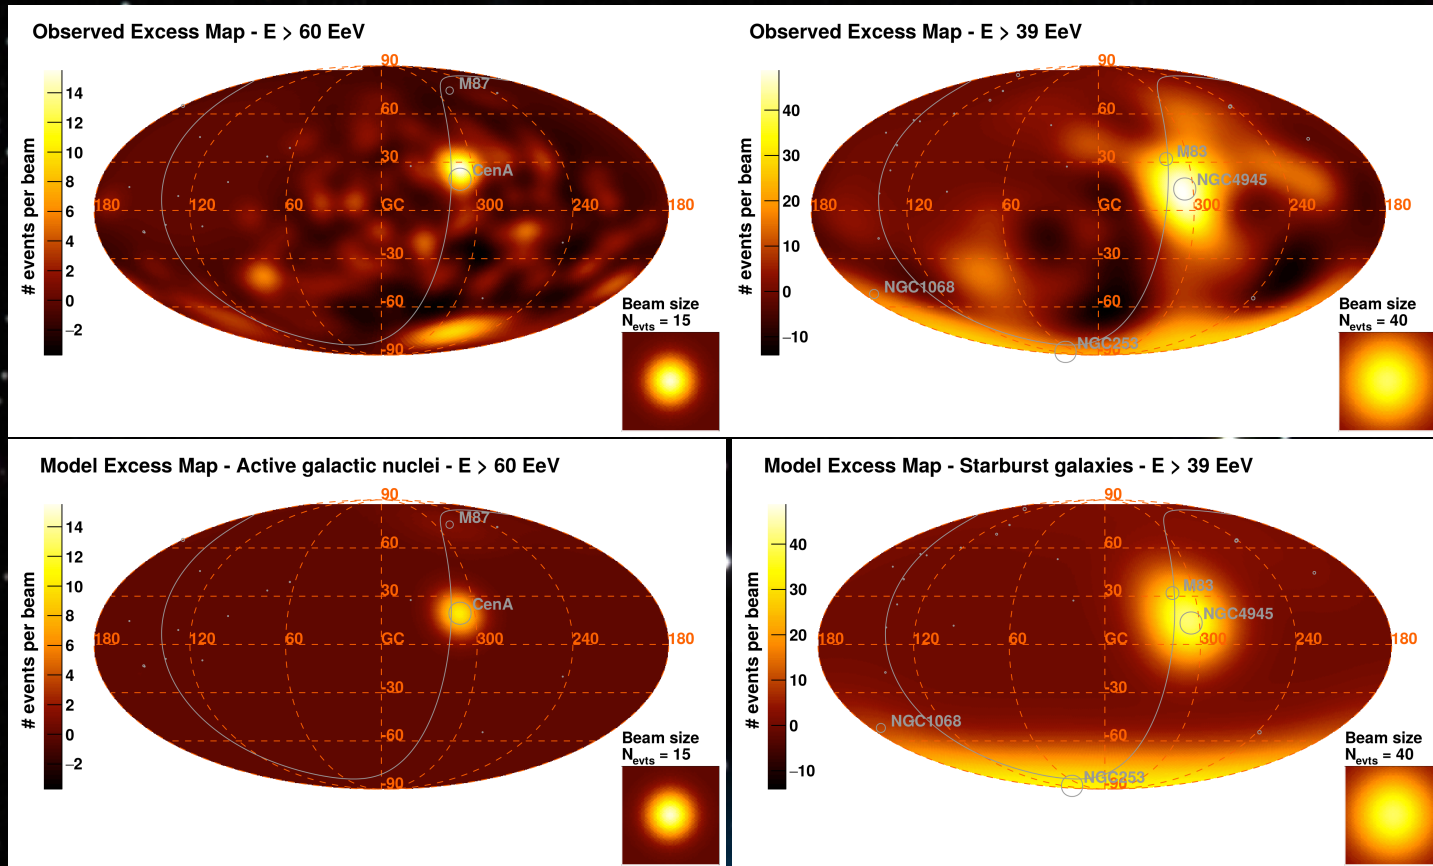 Observed Excess Map - E > 60 EeV
# events per beam
14
12
10
8
6
4
2
0
−2
90
M87
60
30
CenA
180
120
60
GC
300
240
180
-30
-60
-90
Beam size
Nevts = 15
Observed Excess Map - E > 39 EeV
# events per beam
40
30
20
10
0
−10
90
60
M83
30
NGC4945
180
120
60
GC
300
240
180
-30
NGC1068
-60
NGC253
-90
Beam size
Nevts = 40
Model Excess Map - Active galactic nuclei - E > 60 EeV
# events per beam
14
12
10
8
6
4
2
0
−2
90
M87
60
30
CenA
180
120
60
GC
300
240
180
-30
-60
-90
Beam size
Nevts = 15
Model Excess Map - Starburst galaxies - E > 39 EeV
# events per beam
40
30
20
10
0
−10
90
60
M83
30
NGC4945
180
120
60
GC
300
240
180
-30
NGC1068
-60
NGC253
-90
Beam size
Nevts = 40